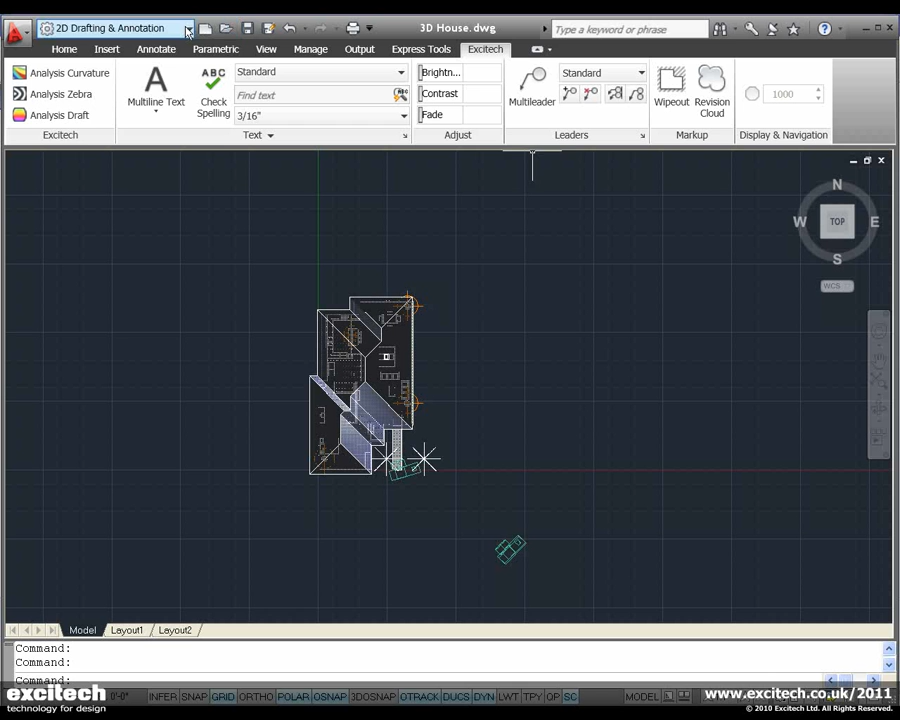 2D Drafting & Annotation
3D House.dwg
Type a keyword or phrase
Home Insert Annotate Parametric View Manage Output Express Tools Excitech
Analysis Curvature
Analysis Zebra
Analysis Draft
Excitech
Multiline Text
ABC
Check Spelling
Standard
Find text
3/16"
Text
Brightn...
Contrast
Fade
Adjust
Multileader
Standard
Leaders
Wipeout
Revision Cloud
Markup
1000
Display & Navigation
N
W TOP E
S
WCS
Model Layout1 Layout2
Command:
Command:
Command:
0'-0" INFER SNAP GRID ORTHO POLAR OSNAP 3DOSNAP OTRACK DUCS DYN LWT TPY QP SC MODEL
excitech
technology for design
www.excitech.co.uk/2011
© 2010 Excitech Ltd. All Rights Reserved.